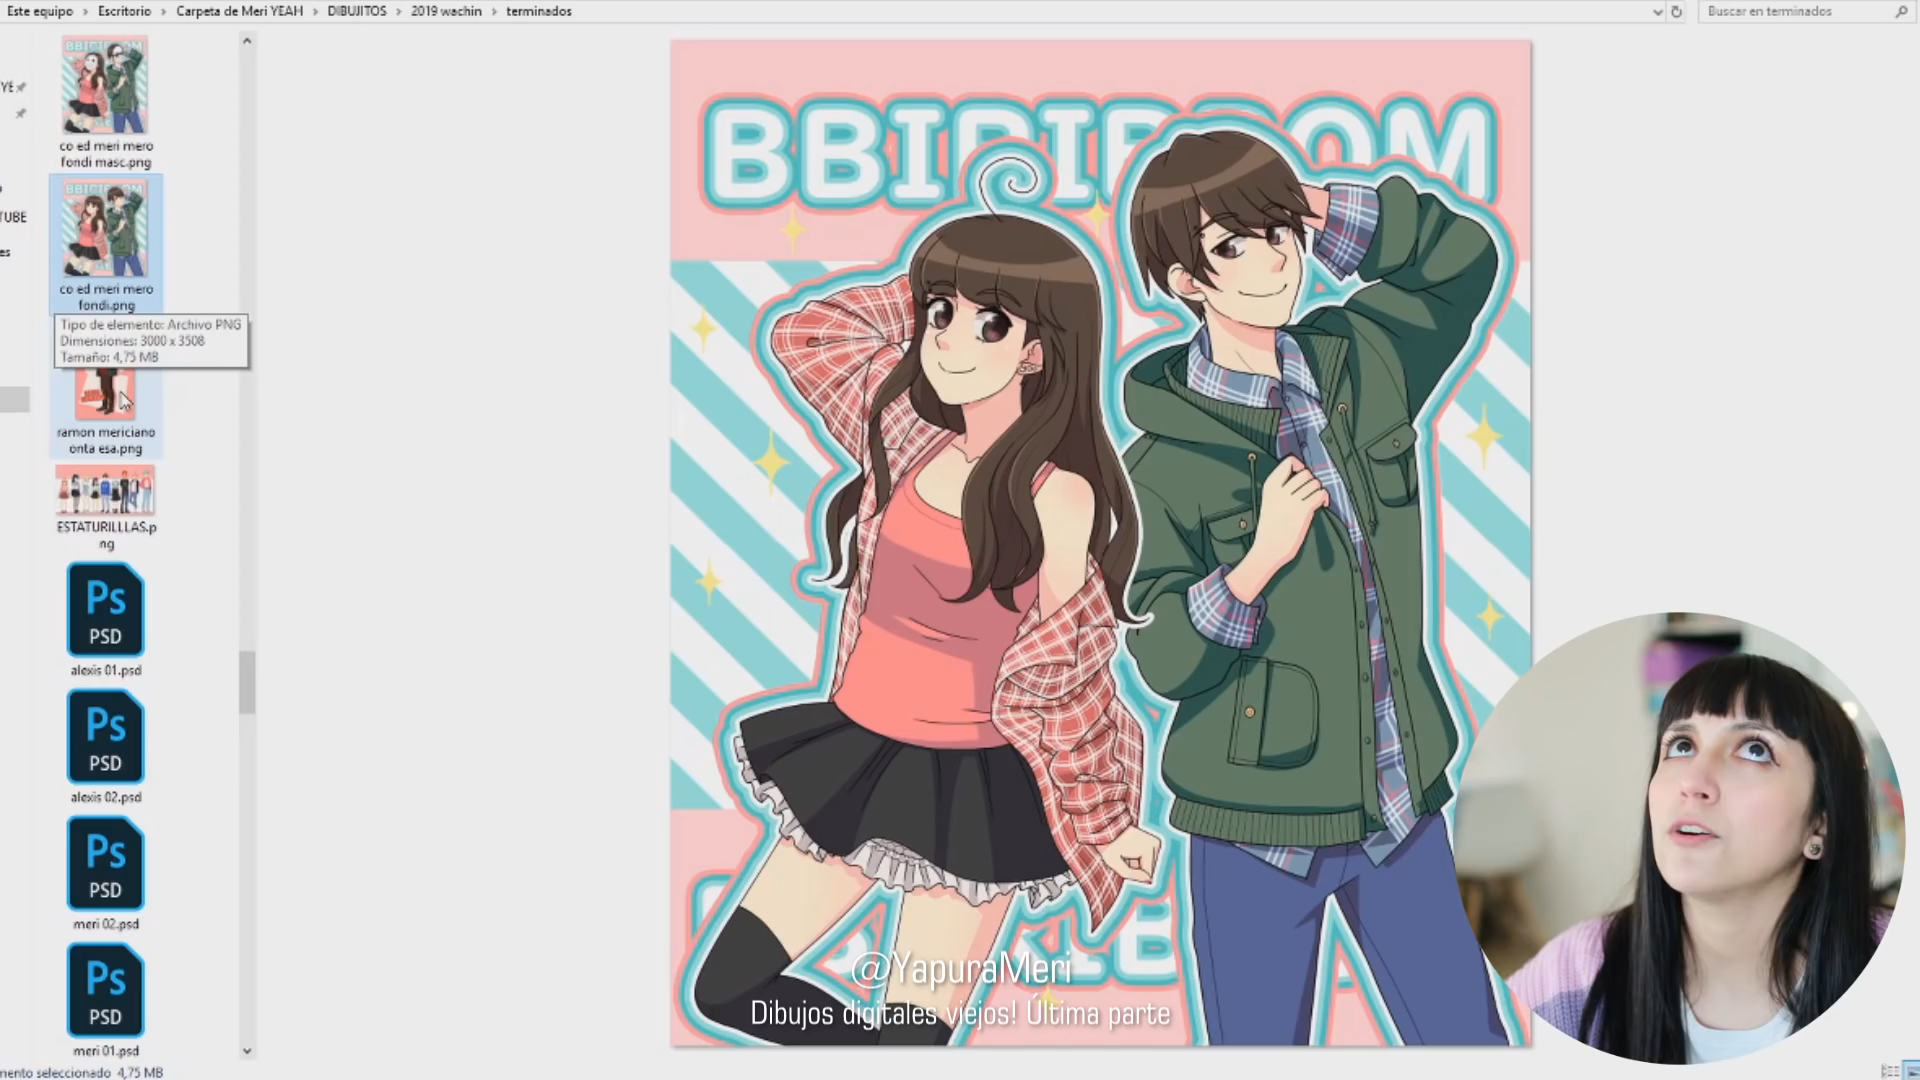 Este equipo > Escritorio > Carpeta de Meri YEAH > DIBUJITOS > 2019 wachin > terminados
Buscar en terminados
YE
TUBE
es
co ed meri mero
fondi masc.png
co ed meri mero
fondi.png
Tipo de elemento: Archivo PNG
Dimensiones: 3000 x 3508
Tamaño: 4,75 MB
ramon mericiano
onta esa.png
ESTATURILLLAS.p
ng
Ps
PSD
alexis 01.psd
Ps
PSD
alexis 02.psd
Ps
PSD
meri 02.psd
Ps
PSD
meri 01.psd
mento seleccionado 4,75 MB
@YapuraMeri
Dibujos digitales viejos! Última parte